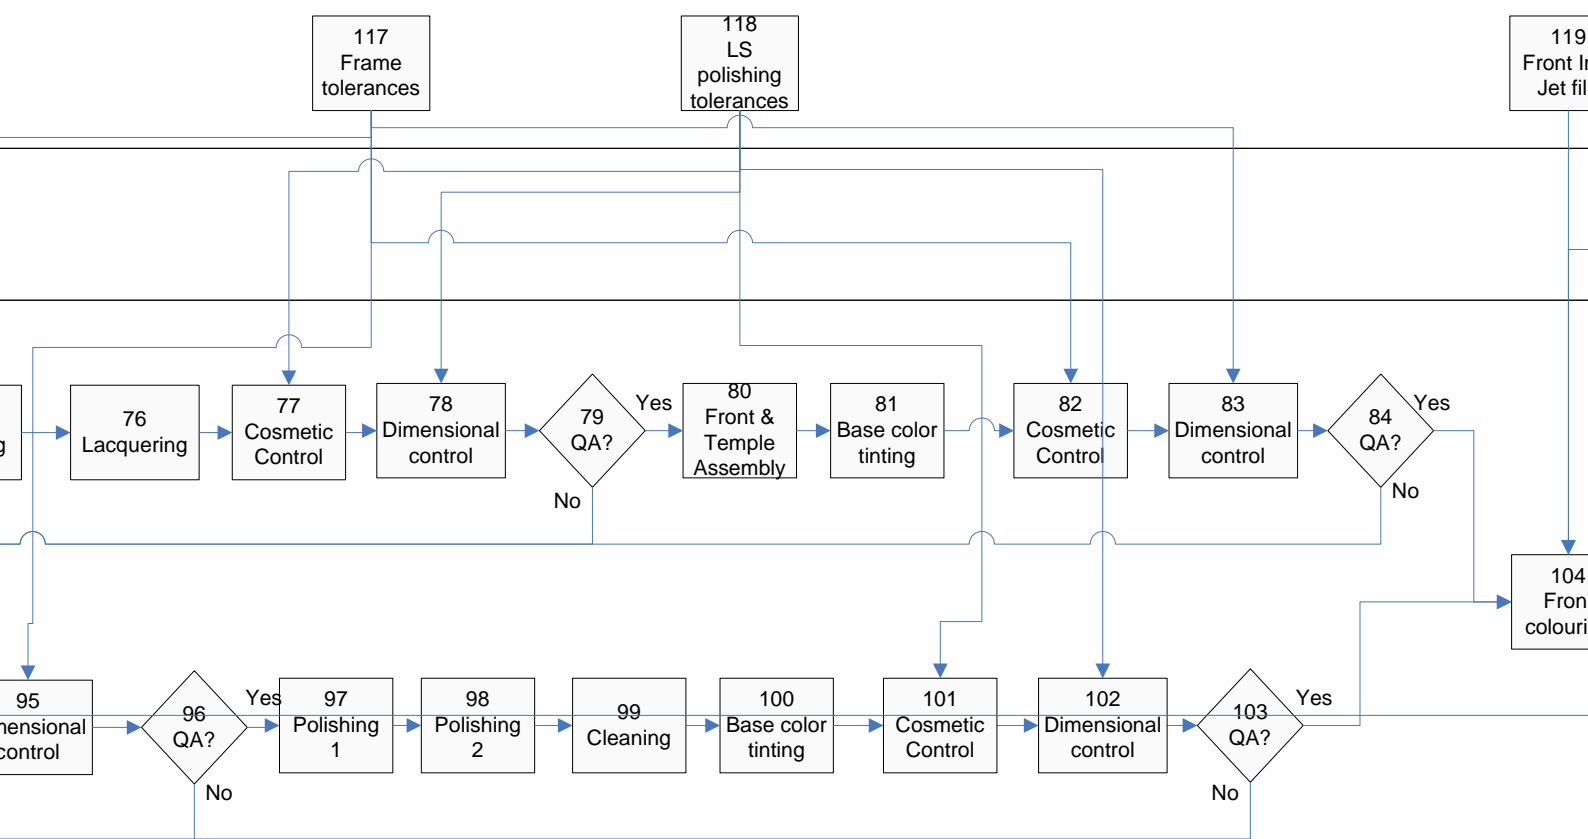 117
Frame
tolerances
118
LS
polishing
tolerances
119
Front
Jet
76
Lacquering
77
Cosmetic
Control
78
Dimensional
control
79
QA?
Yes
No
80
Front &
Temple
Assembly
81
Base color
tinting
82
Cosmetic
Control
83
Dimensional
control
84
QA?
Yes
No
104
colouri
95
mensional
control
96
QA?
Yes
No
97
Polishing
1
98
Polishing
2
99
Cleaning
100
Base color
tinting
101
Cosmetic
Control
102
Dimensional
control
103
QA?
Yes
No